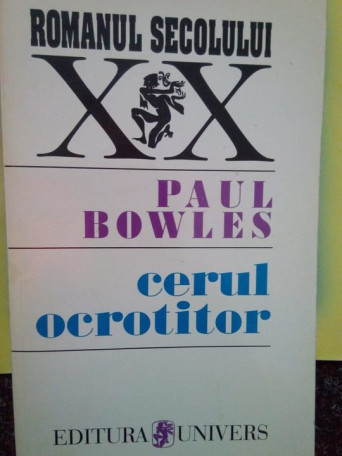 ROMANUL SECOLULUI
XX
PAUL
BOWLES
cerul
ocrotitor
EDITURA UNIVERS